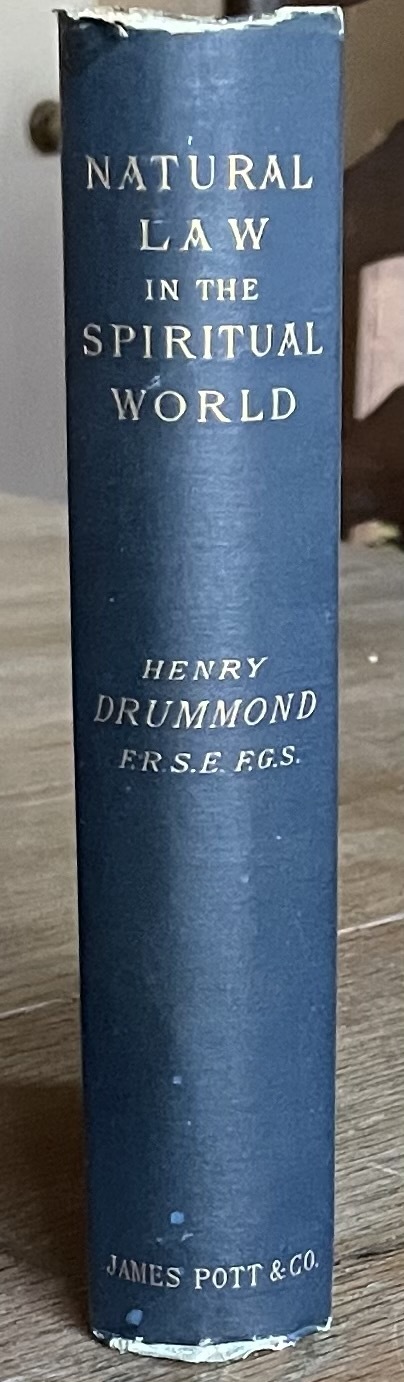 NATURAL
LAW
IN THE
SPIRITUAL
WORLD
HENRY
DRUMMOND
F.R.S.E. F.G.S.
JAMES POTT & CO.